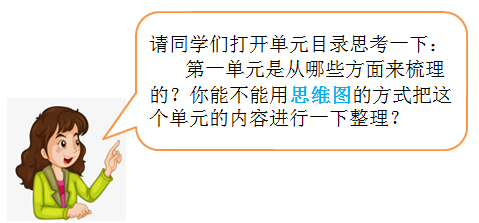 请同学们打开单元目录思考一下：
第一单元是从哪些方面来梳理
的？你能不能用思维图的方式把这
个单元的内容进行一下整理？